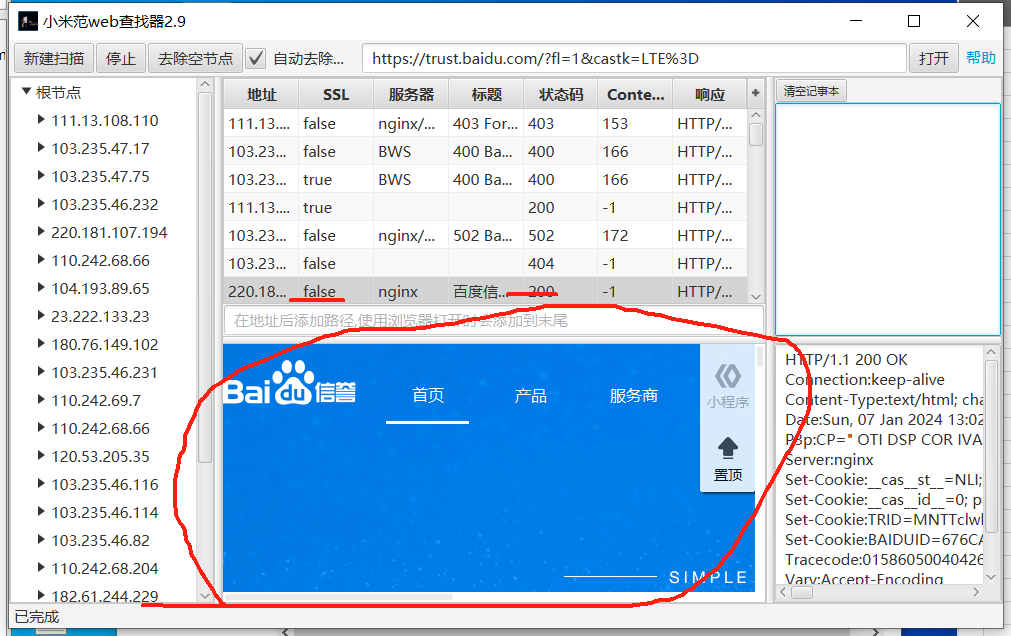 小米范web查找器2.9
新建扫描 停止 去除空节点 自动去除... https://trust.baidu.com/?fl=1&castk=LTE%3D 打开 帮助
根节点
111.13.108.110
103.235.47.17
103.235.47.75
103.235.46.232
220.181.107.194
110.242.68.66
104.193.89.65
23.222.133.23
180.76.149.102
103.235.46.231
110.242.69.7
110.242.68.66
120.53.205.35
103.235.46.116
103.235.46.114
103.235.46.82
110.242.68.204
182.61.244.229
地址 SSL 服务器 标题 状态码 Conte... 响应 +
111.13.... false nginx/... 403 For... 403 153 HTTP/...
103.23... false BWS 400 Ba... 400 166 HTTP/...
103.23... true BWS 400 Ba... 400 166 HTTP/...
111.13.... true 200 -1 HTTP/...
103.23... false nginx/... 502 Ba... 502 172 HTTP/...
103.23... false 404 -1 HTTP/...
220.18... false nginx 百度信... 200 -1 HTTP/...
在地址后添加路径,使用浏览器打开时会添加到末尾
Bai du 信誉 首页 产品 服务商
小程序
置顶
SIMPLE
清空记事本
HTTP/1.1 200 OK
Connection:keep-alive
Content-Type:text/html; cha
Date:Sun, 07 Jan 2024 13:02
P3p:CP=" OTI DSP COR IVA
Server:nginx
Set-Cookie:__cas__st__=NLI;
Set-Cookie:__cas__id__=0; p
Set-Cookie:TRID=MNTTclwl
Set-Cookie:BAIDUID=676CA
Tracecode:01586050040426
Vary:Accept-Encoding
已完成